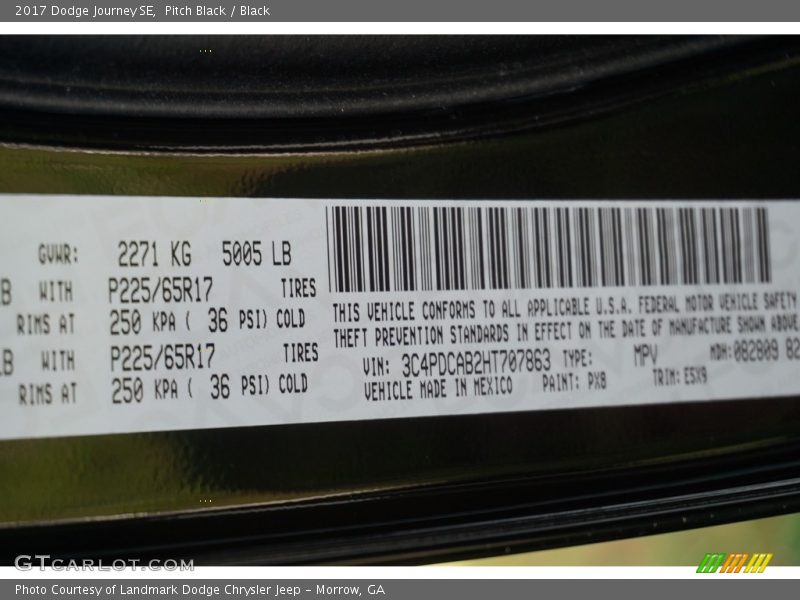 2017 Dodge Journey SE, Pitch Black / Black
GVWR: 2271 KG 5005 LB
WITH P225/65R17 TIRES
RIMS AT 250 KPA ( 36 PSI) COLD
WITH P225/65R17 TIRES
RIMS AT 250 KPA ( 36 PSI) COLD
THIS VEHICLE CONFORMS TO ALL APPLICABLE U.S.A. FEDERAL MOTOR VEHICLE SAFETY
THEFT PREVENTION STANDARDS IN EFFECT ON THE DATE OF MANUFACTURE SHOWN ABOVE
VIN: 3C4PDCAB2HT707863 TYPE: MPV MDH: 082809 82
VEHICLE MADE IN MEXICO PAINT: PX8 TRIM: E5X9
GTCARLOT.COM
Photo Courtesy of Landmark Dodge Chrysler Jeep – Morrow, GA